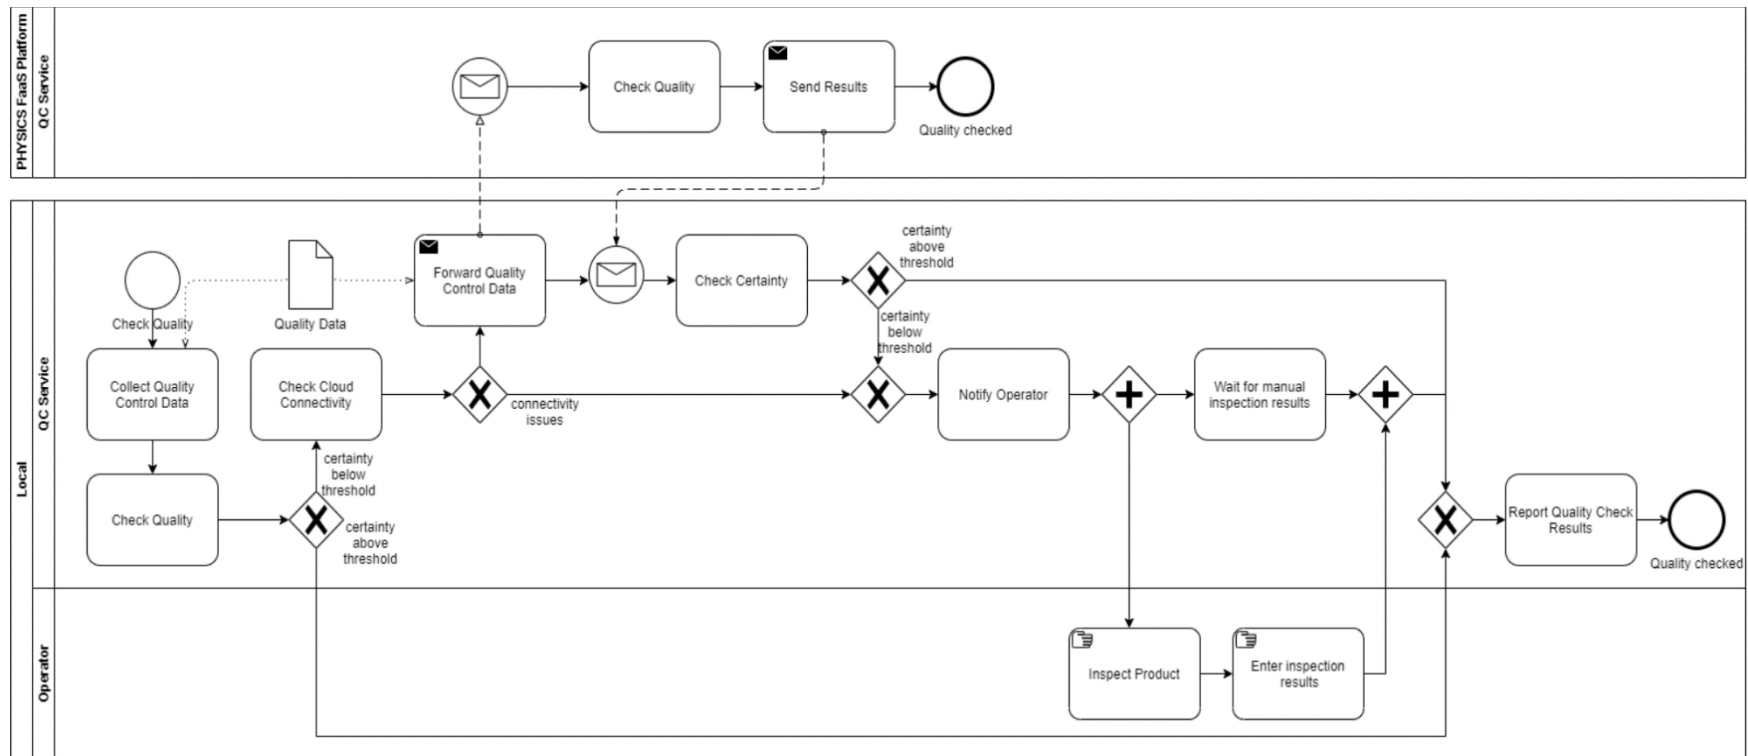 PHYSICS FaaS Platform
QC Service
Check Quality
Send Results
Quality checked
Local
QC Service
Check Quality
Quality Data
Forward Quality
Control Data
Check Certainty
certainty
above
threshold
certainty
below
threshold
Collect Quality
Control Data
Check Cloud
Connectivity
connectivity
issues
Notify Operator
Wait for manual
inspection results
Check Quality
certainty
below
threshold
certainty
above
threshold
Report Quality Check
Results
Quality checked
Operator
Inspect Product
Enter inspection
results